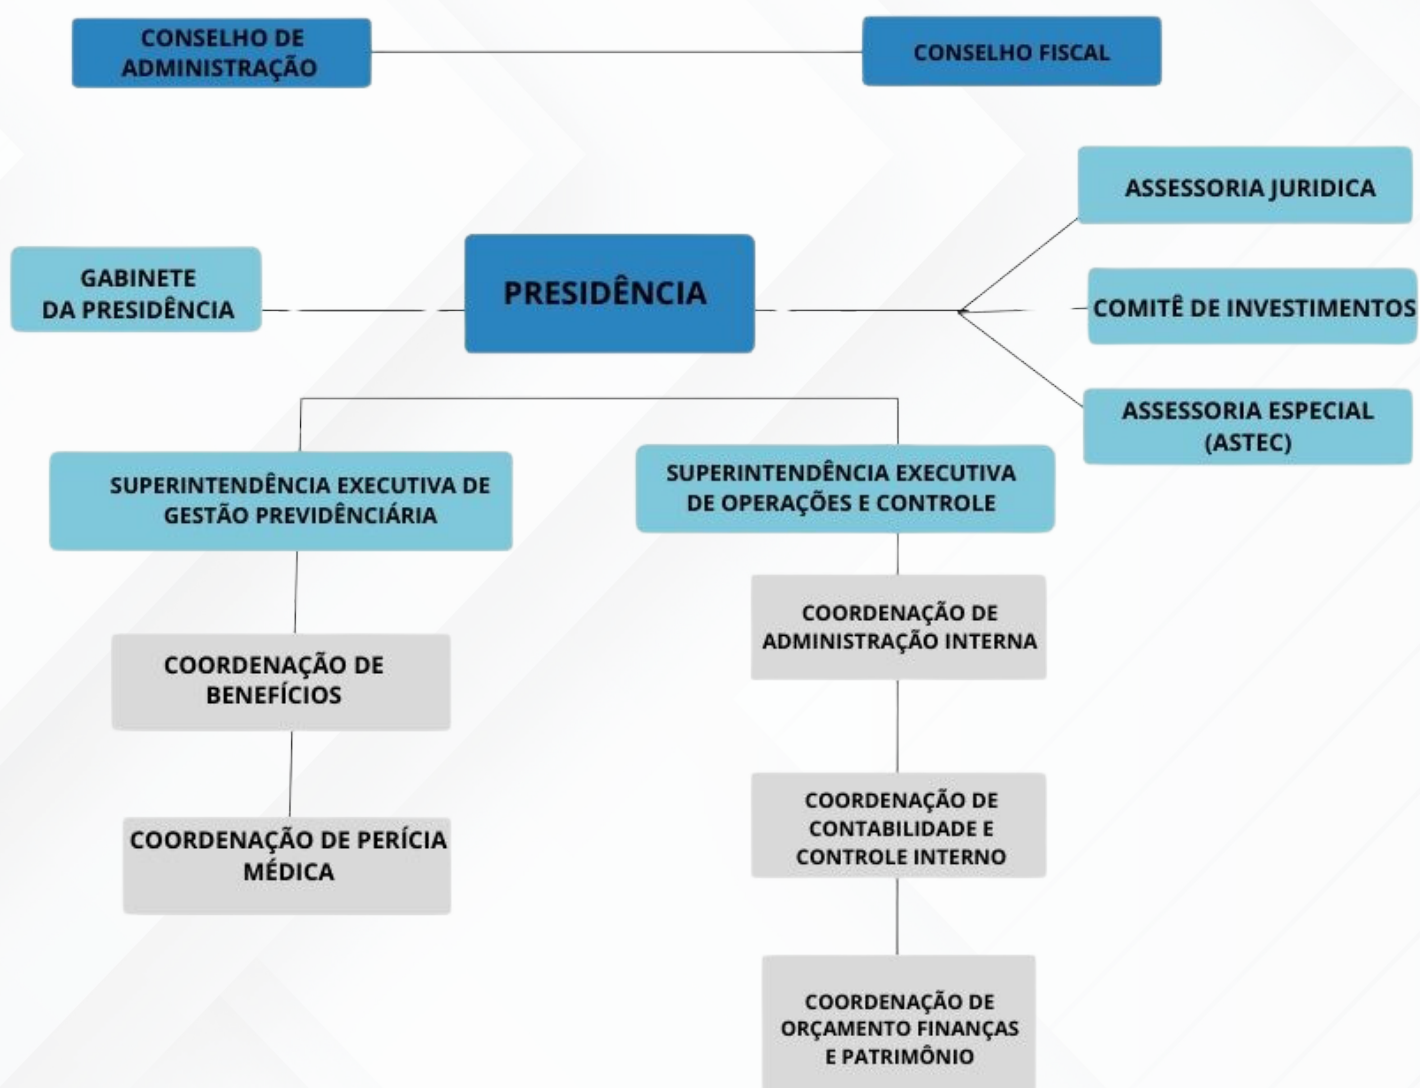 CONSELHO DE
ADMINISTRAÇÃO
CONSELHO FISCAL
ASSESSORIA JURIDICA
GABINETE
DA PRESIDÊNCIA
PRESIDÊNCIA
COMITÊ DE INVESTIMENTOS
ASSESSORIA ESPECIAL
(ASTEC)
SUPERINTENDÊNCIA EXECUTIVA DE
GESTÃO PREVIDÊNCIÁRIA
SUPERINTENDÊNCIA EXECUTIVA
DE OPERAÇÕES E CONTROLE
COORDENAÇÃO DE
BENEFÍCIOS
COORDENAÇÃO DE PERÍCIA
MÉDICA
COORDENAÇÃO DE
ADMINISTRAÇÃO INTERNA
COORDENAÇÃO DE
CONTABILIDADE E
CONTROLE INTERNO
COORDENAÇÃO DE
ORÇAMENTO FINANÇAS
E PATRIMÔNIO